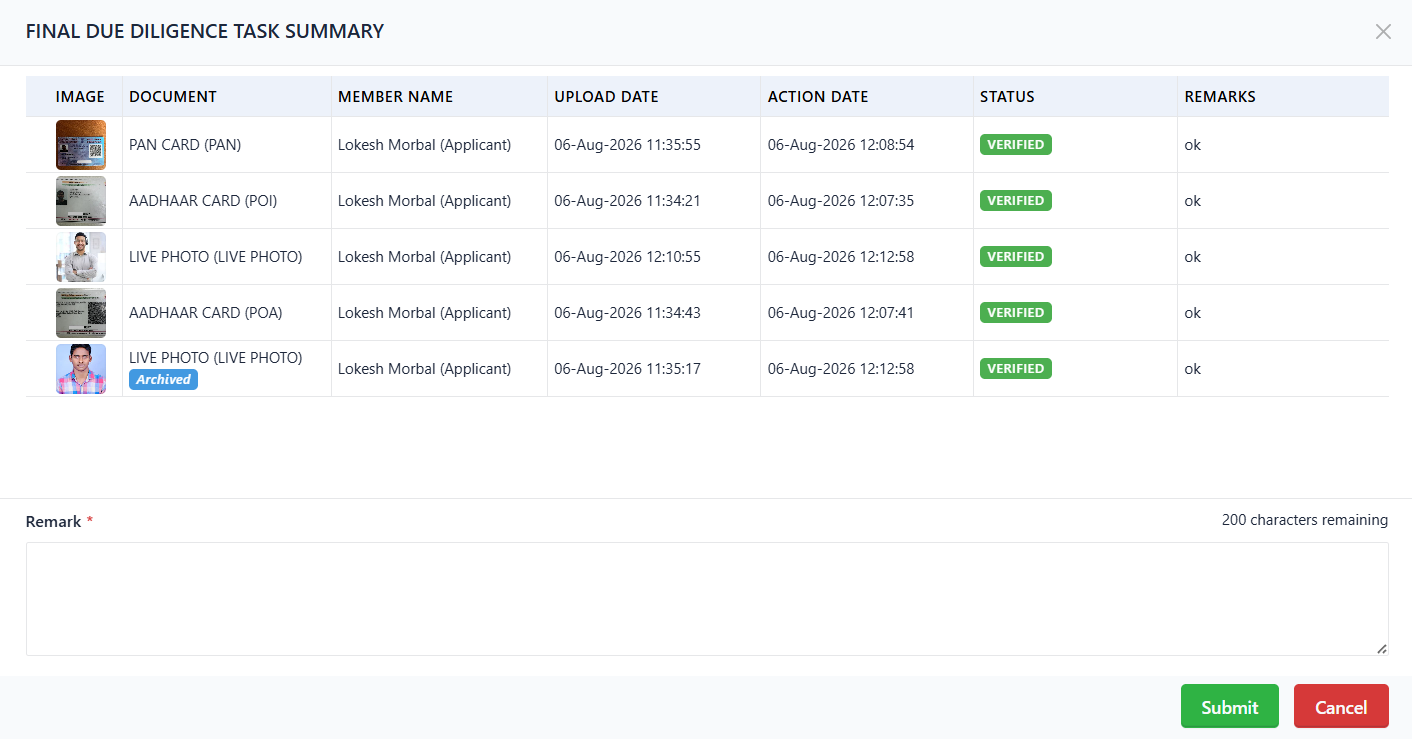 FINAL DUE DILIGENCE TASK SUMMARY
IMAGE DOCUMENT MEMBER NAME UPLOAD DATE ACTION DATE STATUS REMARKS
PAN CARD (PAN) Lokesh Morbal (Applicant) 06-Aug-2026 11:35:55 06-Aug-2026 12:08:54 VERIFIED ok
AADHAAR CARD (POI) Lokesh Morbal (Applicant) 06-Aug-2026 11:34:21 06-Aug-2026 12:07:35 VERIFIED ok
LIVE PHOTO (LIVE PHOTO) Lokesh Morbal (Applicant) 06-Aug-2026 12:10:55 06-Aug-2026 12:12:58 VERIFIED ok
AADHAAR CARD (POA) Lokesh Morbal (Applicant) 06-Aug-2026 11:34:43 06-Aug-2026 12:07:41 VERIFIED ok
LIVE PHOTO (LIVE PHOTO)
Archived Lokesh Morbal (Applicant) 06-Aug-2026 11:35:17 06-Aug-2026 12:12:58 VERIFIED ok
Remark * 200 characters remaining
Submit Cancel